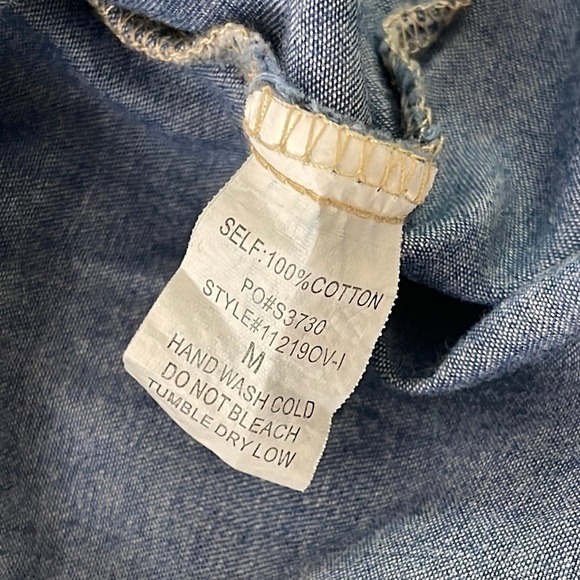 SELF:100%COTTON
PO#S3730
STYLE#11219OV-I
M
HAND WASH COLD
DO NOT BLEACH
TUMBLE DRY LOW